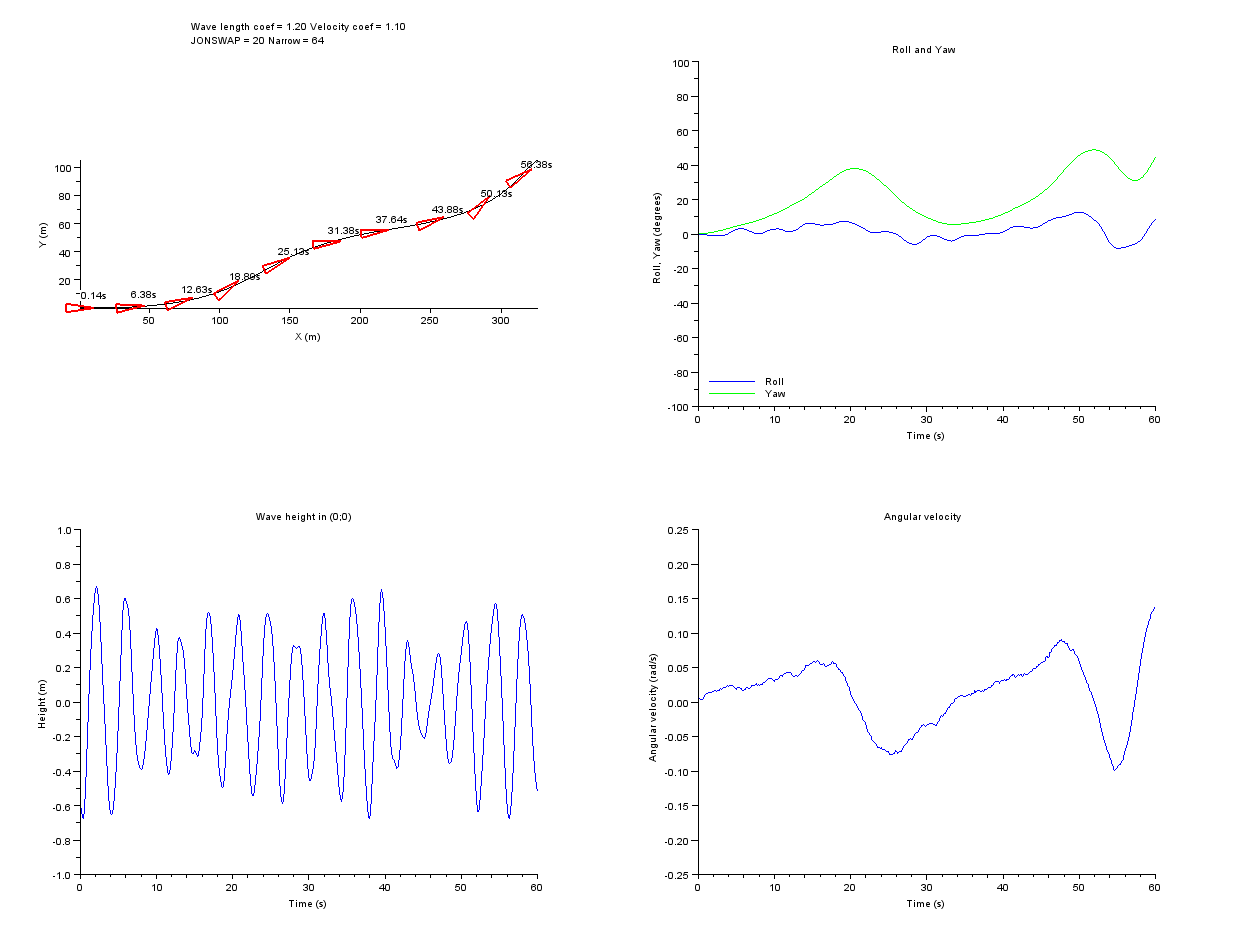 Wave length coef = 1.20 Velocity coef = 1.10
JONSWAP = 20 Narrow = 64
Y (m)
100
80
60
40
20
0.14s
6.38s
12.63s
18.89s
25.13s
31.38s
37.64s
43.88s
50.13s
56.38s
50
100
150
200
250
300
X (m)
Roll and Yaw
Roll, Yaw (degrees)
100
80
60
40
20
0
-20
-40
-60
-80
-100
Roll
Yaw
0
10
20
30
40
50
60
Time (s)
Wave height in (0;0)
Height (m)
1.0
0.8
0.6
0.4
0.2
0.0
-0.2
-0.4
-0.6
-0.8
-1.0
0
10
20
30
40
50
60
Time (s)
Angular velocity
Angular velocity (rad/s)
0.25
0.20
0.15
0.10
0.05
0.00
-0.05
-0.10
-0.15
-0.20
-0.25
0
10
20
30
40
50
60
Time (s)